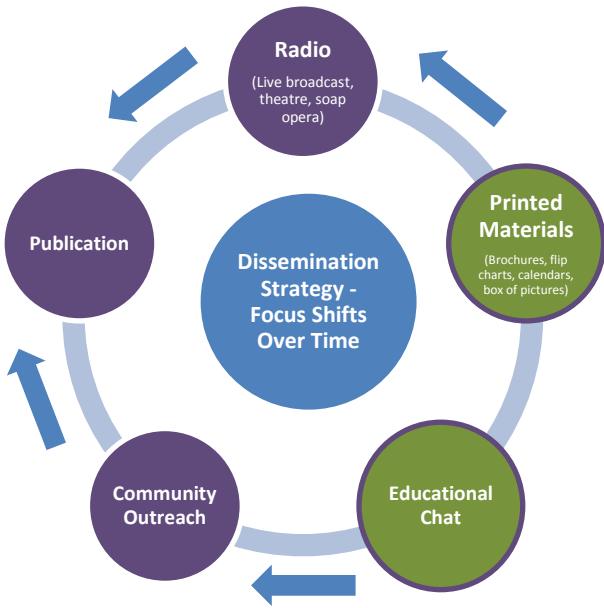 Radio
(Live broadcast,
theatre, soap
opera)
Printed
Materials
(Brochures, flip
charts, calendars,
box of pictures)
Publication
Dissemination
Strategy -
Focus Shifts
Over Time
Community
Outreach
Educational
Chat